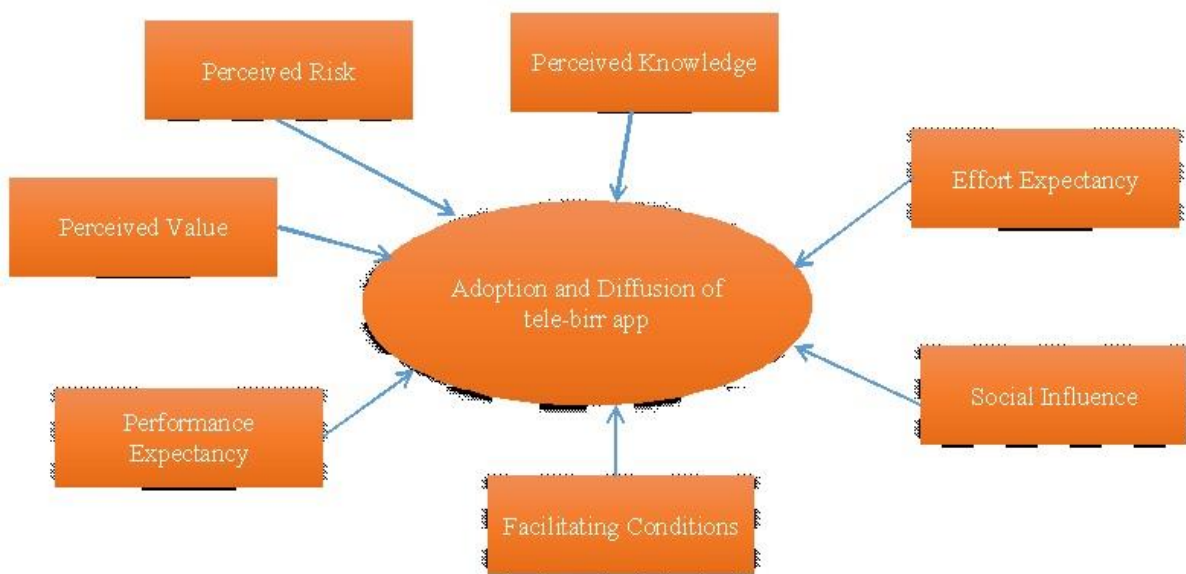 Perceived Risk
Perceived Knowledge
Effort Expectancy
Perceived Value
Adoption and Diffusion of
tele-birr app
Social Influence
Performance
Expectancy
Facilitating Conditions